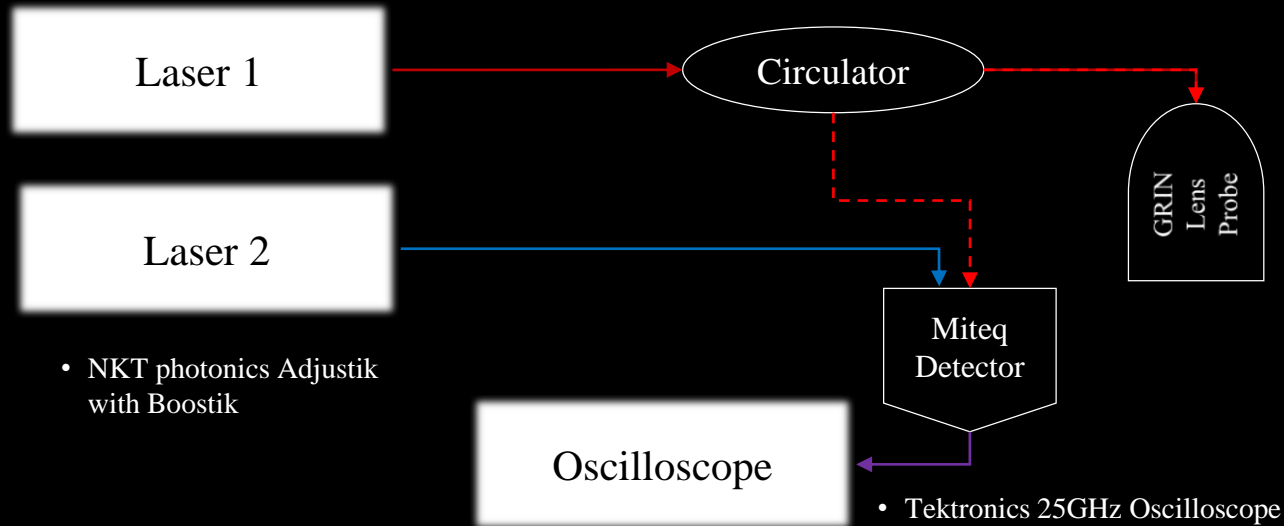 Laser 1
Circulator
GRIN
Lens
Probe
Laser 2
Miteq
Detector
• NKT photonics Adjustik
with Boostik
Oscilloscope
• Tektronics 25GHz Oscilloscope